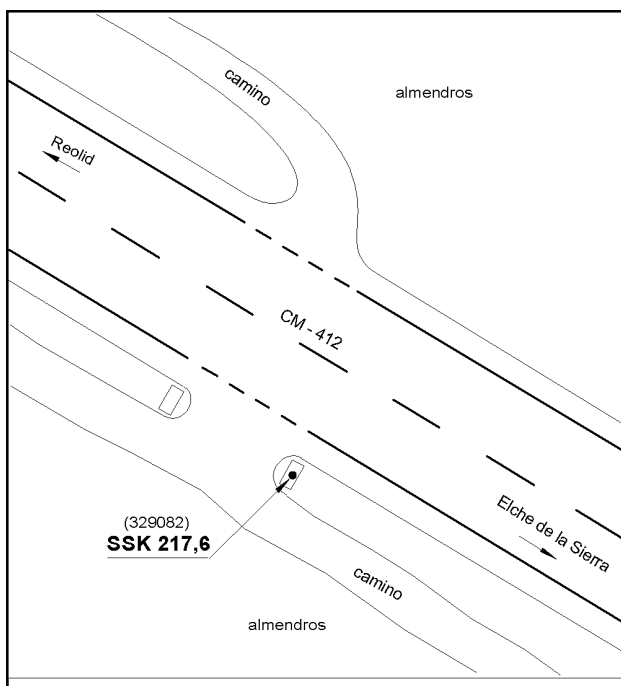 camino
almendros
Reolid
CM - 412
Elche de la Sierra
(329082)
SSK 217,6
camino
almendros